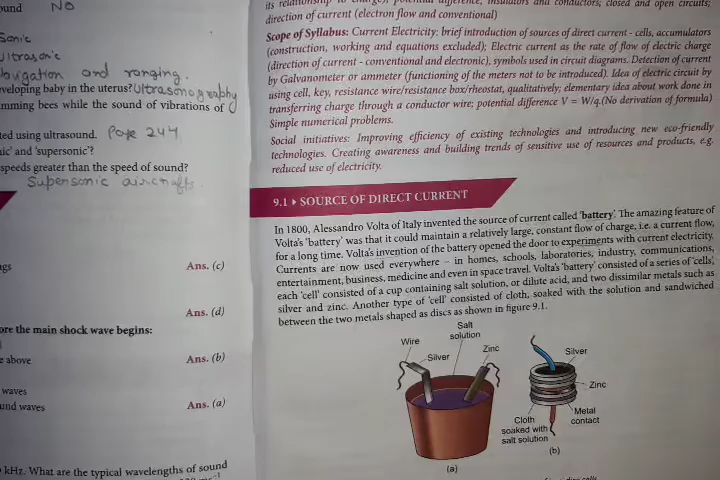 ound No
Sonic
Ultrasonic
and ranging.
veloping baby in the uterus? Ultrasonography
mming bees while the sound of vibrations of
ted using ultrasound. Page 244
ic' and 'supersonic'?
speeds greater than the speed of sound?
Supersonic aircrafts.
ngs Ans. (c)
Ans. (d)
ore the main shock wave begins:
e above Ans. (b)
waves
und waves Ans. (a)
kHz. What are the typical wavelengths of sound
its relationship to charge), potential difference, insulators and conductors; closed and open circuits;
direction of current (electron flow and conventional)
Scope of Syllabus: Current Electricity: brief introduction of sources of direct current - cells, accumulators
(construction, working and equations excluded); Electric current as the rate of flow of electric charge
(direction of current - conventional and electronic), symbols used in circuit diagrams. Detection of current
by Galvanometer or ammeter (functioning of the meters not to be introduced). Idea of electric circuit by
using cell, key, resistance wire/resistance box/rheostat, qualitatively; elementary idea about work done in
transferring charge through a conductor wire; potential difference V = W/q.(No derivation of formula)
Simple numerical problems.
Social initiatives: Improving efficiency of existing technologies and introducing new eco-friendly
technologies. Creating awareness and building trends of sensitive use of resources and products, e.g.
reduced use of electricity.
9.1 ▸ SOURCE OF DIRECT CURRENT
In 1800, Alessandro Volta of Italy invented the source of current called 'battery'. The amazing feature of
Volta's 'battery' was that it could maintain a relatively large, constant flow of charge, i.e. a current flow,
for a long time. Volta's invention of the battery opened the door to experiments with current electricity.
Currents are now used everywhere – in homes, schools, laboratories, industry, communications,
entertainment, business, medicine and even in space travel. Volta's 'battery' consisted of a series of 'cells;
each 'cell' consisted of a cup containing salt solution, or dilute acid, and two dissimilar metals such as
silver and zinc. Another type of 'cell' consisted of cloth, soaked with the solution and sandwiched
between the two metals shaped as discs as shown in figure 9.1.
Salt
solution
Wire
Silver
Zinc
(a)
Silver
Zinc
Metal
contact
Cloth
soaked with
salt solution
(b)